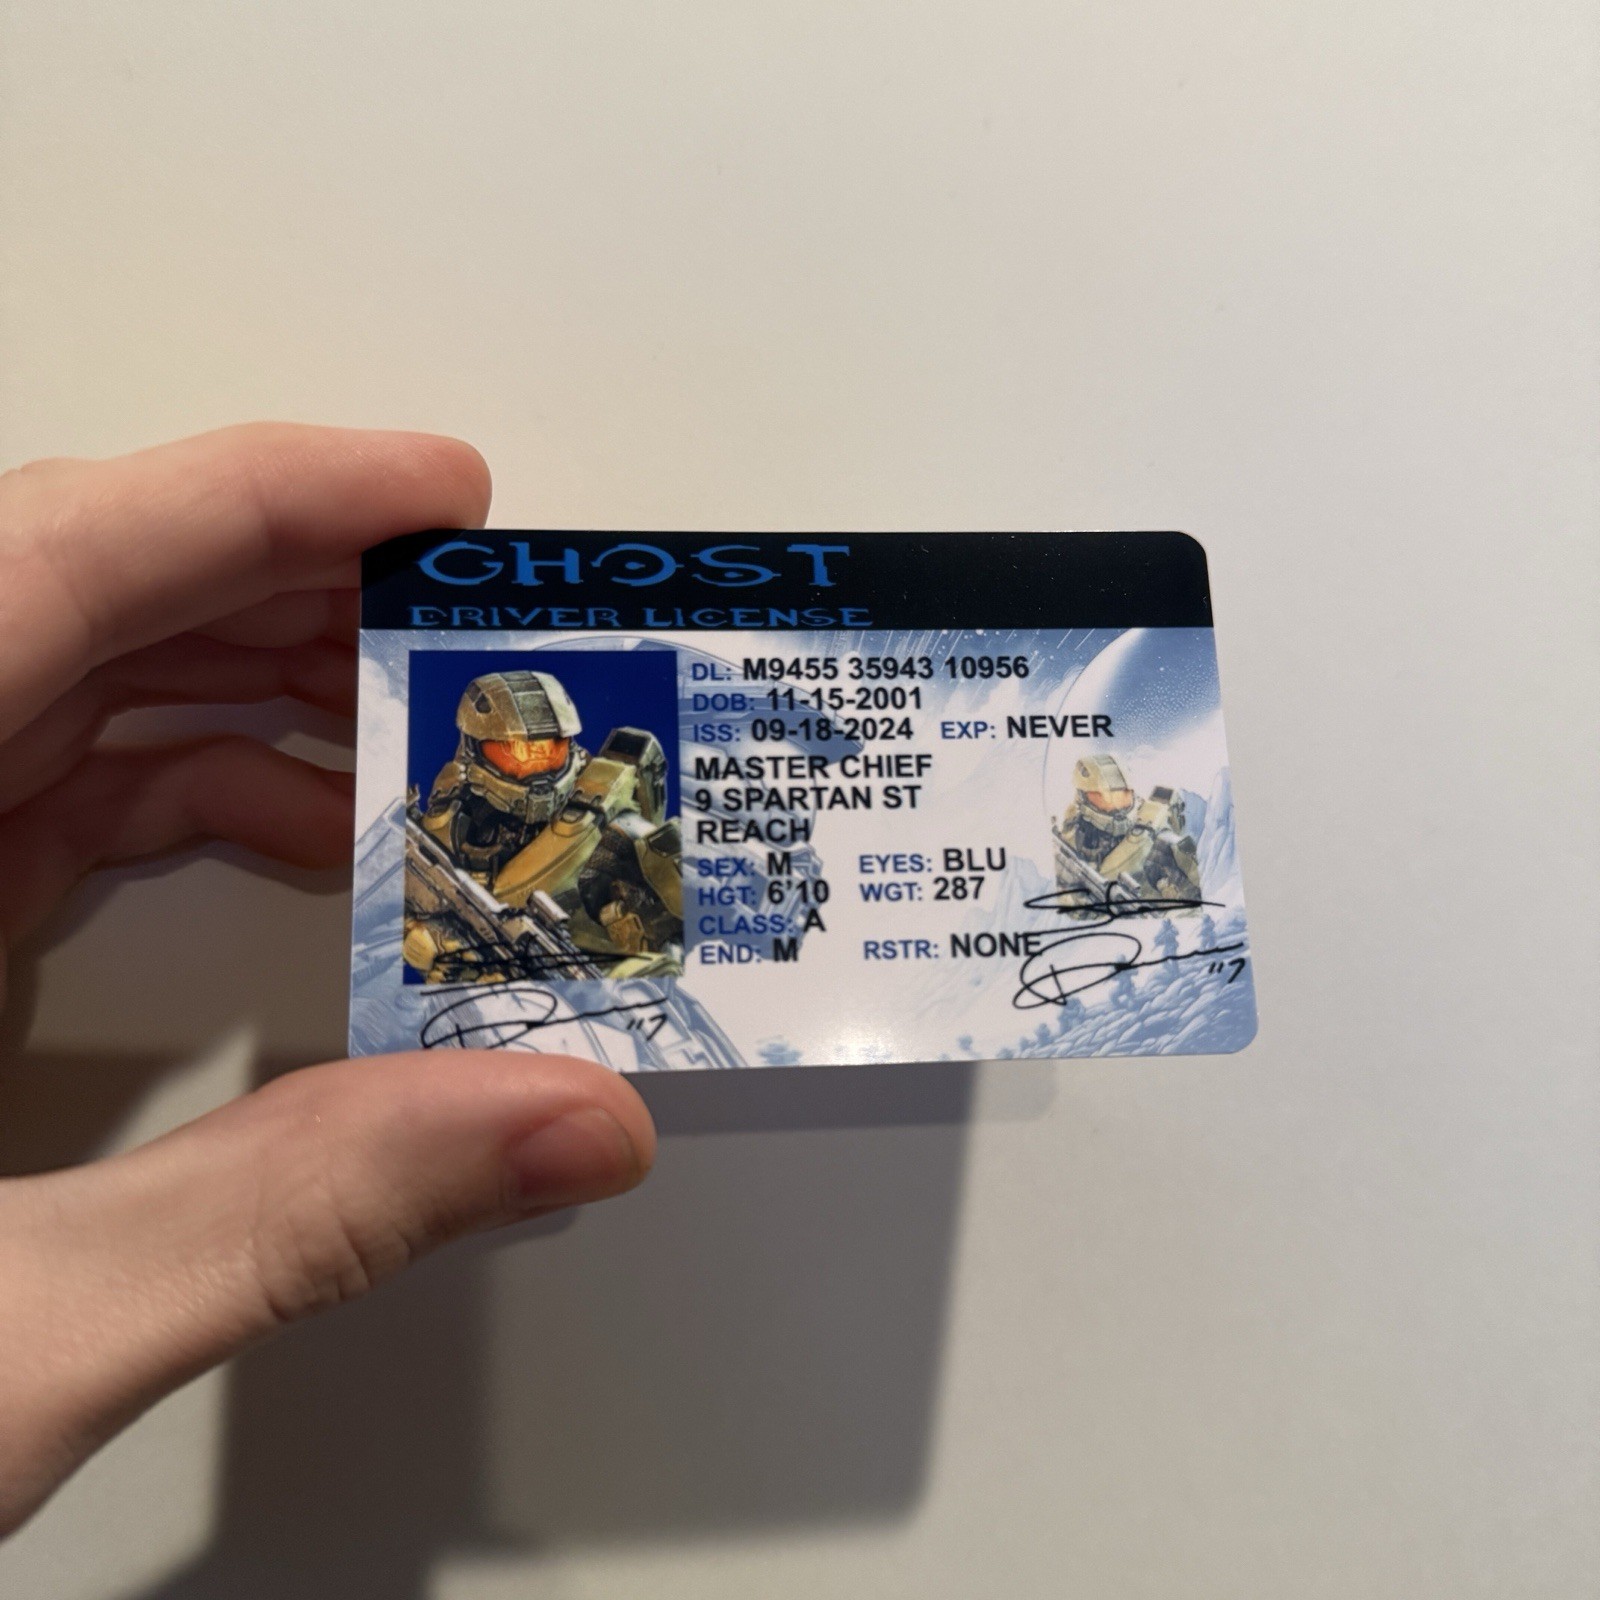 GHOST
DRIVER LICENSE
DL: M9455 35943 10956
DOB: 11-15-2001
ISS: 09-18-2024 EXP: NEVER
MASTER CHIEF
9 SPARTAN ST
REACH
SEX: M EYES: BLU
HGT: 6'10 WGT: 287
CLASS: A
END: M RSTR: NONE